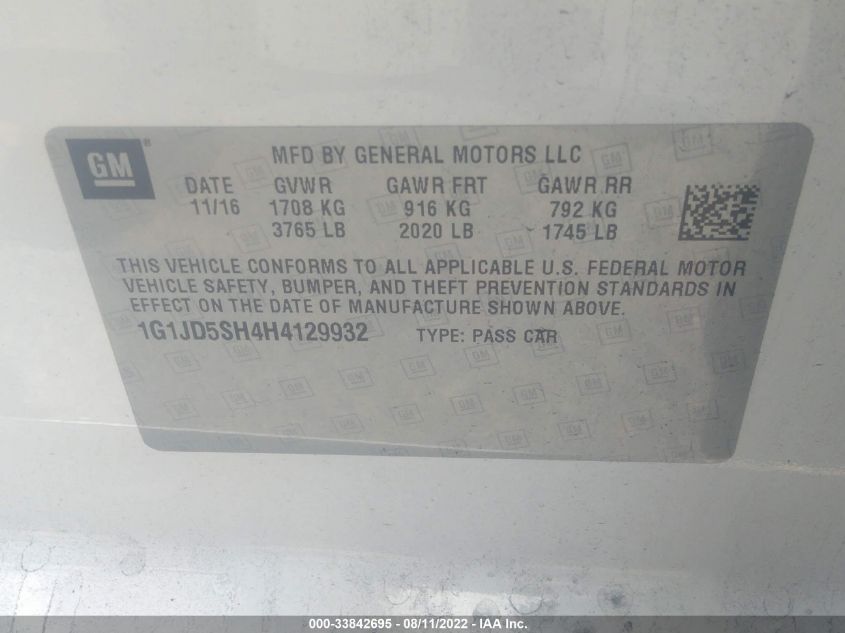 GM ®
MFD BY GENERAL MOTORS LLC
DATE GVWR GAWR FRT GAWR RR
11/16 1708 KG 916 KG 792 KG
3765 LB 2020 LB 1745 LB
THIS VEHICLE CONFORMS TO ALL APPLICABLE U.S. FEDERAL MOTOR
VEHICLE SAFETY, BUMPER, AND THEFT PREVENTION STANDARDS IN
EFFECT ON THE DATE OF MANUFACTURE SHOWN ABOVE.
1G1JD5SH4H4129932 TYPE: PASS CAR
000-33842695 - 08/11/2022 - IAA Inc.